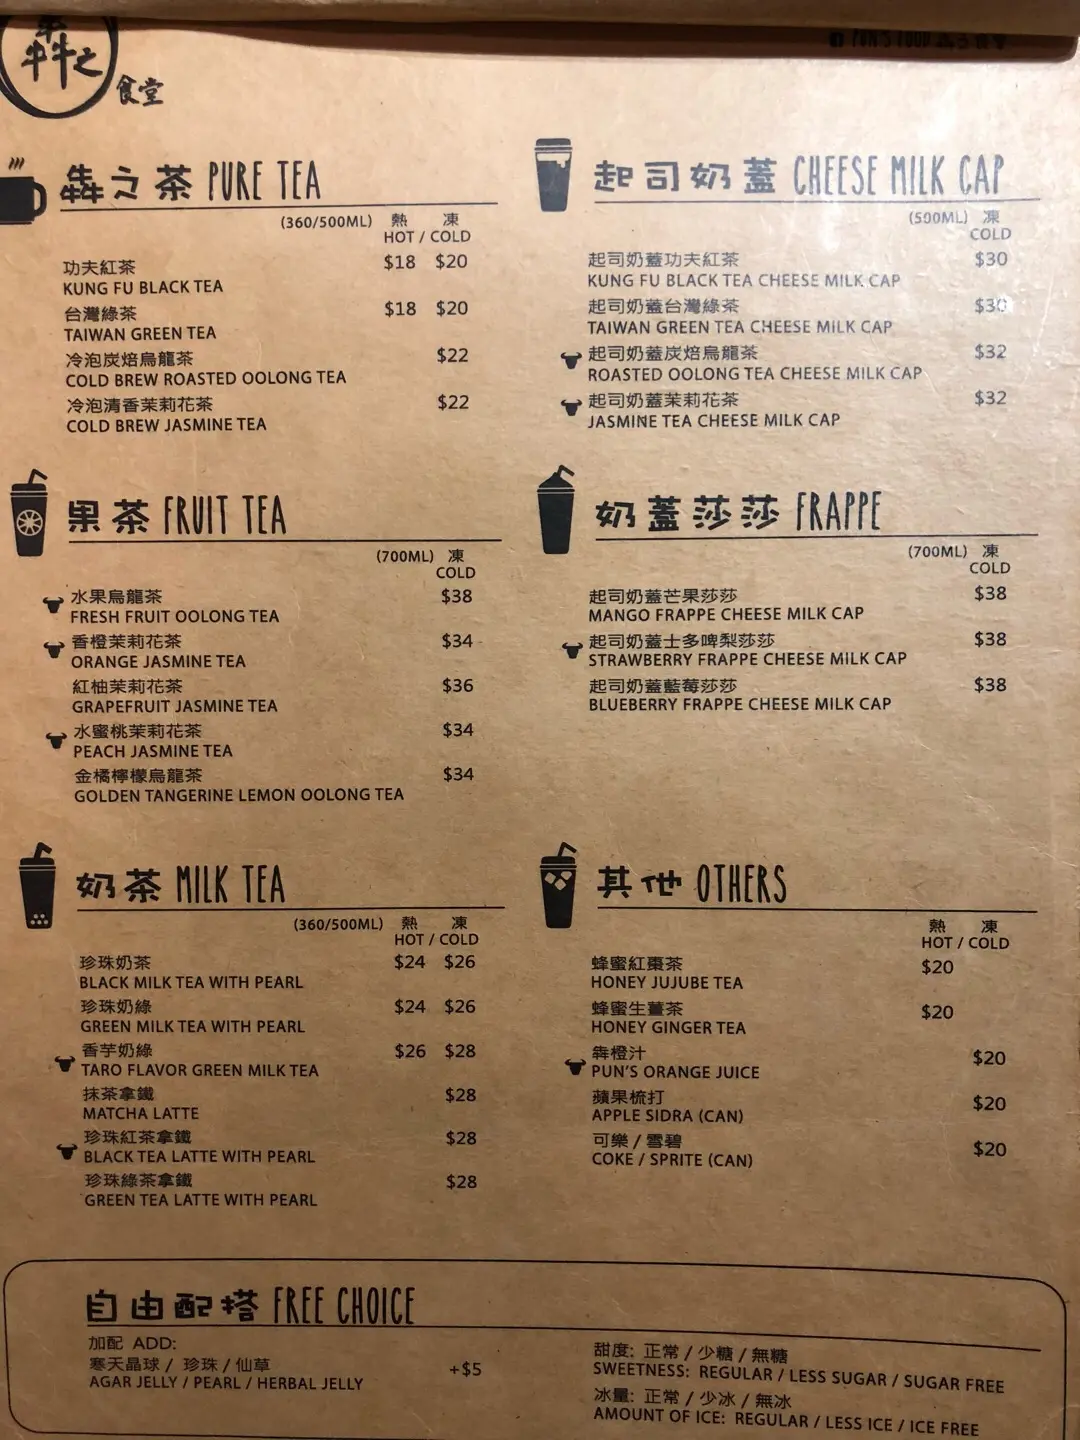 犇之
食堂
犇之茶 PURE TEA
(360/500ML) 熱 凍
HOT / COLD
功夫紅茶 $18 $20
KUNG FU BLACK TEA
台灣綠茶 $18 $20
TAIWAN GREEN TEA
冷泡炭焙烏龍茶 $22
COLD BREW ROASTED OOLONG TEA
冷泡清香茉莉花茶 $22
COLD BREW JASMINE TEA
起司奶蓋 CHEESE MILK CAP
(500ML) 凍
COLD
起司奶蓋功夫紅茶 $30
KUNG FU BLACK TEA CHEESE MILK CAP
起司奶蓋台灣綠茶 $30
TAIWAN GREEN TEA CHEESE MILK CAP
起司奶蓋炭焙烏龍茶 $32
ROASTED OOLONG TEA CHEESE MILK CAP
起司奶蓋茉莉花茶 $32
JASMINE TEA CHEESE MILK CAP
果茶 FRUIT TEA
(700ML) 凍
COLD
水果烏龍茶 $38
FRESH FRUIT OOLONG TEA
香橙茉莉花茶 $34
ORANGE JASMINE TEA
紅柚茉莉花茶 $36
GRAPEFRUIT JASMINE TEA
水蜜桃茉莉花茶 $34
PEACH JASMINE TEA
金橘檸檬烏龍茶 $34
GOLDEN TANGERINE LEMON OOLONG TEA
奶蓋莎莎 FRAPPE
(700ML) 凍
COLD
起司奶蓋芒果莎莎 $38
MANGO FRAPPE CHEESE MILK CAP
起司奶蓋士多啤梨莎莎 $38
STRAWBERRY FRAPPE CHEESE MILK CAP
起司奶蓋藍莓莎莎 $38
BLUEBERRY FRAPPE CHEESE MILK CAP
奶茶 MILK TEA
(360/500ML) 熱 凍
HOT / COLD
珍珠奶茶 $24 $26
BLACK MILK TEA WITH PEARL
珍珠奶綠 $24 $26
GREEN MILK TEA WITH PEARL
香芋奶綠 $26 $28
TARO FLAVOR GREEN MILK TEA
抹茶拿鐵 $28
MATCHA LATTE
珍珠紅茶拿鐵 $28
BLACK TEA LATTE WITH PEARL
珍珠綠茶拿鐵 $28
GREEN TEA LATTE WITH PEARL
其他 OTHERS
熱 凍
HOT / COLD
蜂蜜紅棗茶 $20
HONEY JUJUBE TEA
蜂蜜生薑茶 $20
HONEY GINGER TEA
犇橙汁 $20
PUN'S ORANGE JUICE
蘋果梳打 $20
APPLE SIDRA (CAN)
可樂 / 雪碧 $20
COKE / SPRITE (CAN)
自由配搭 FREE CHOICE
加配 ADD:
寒天晶球 / 珍珠 / 仙草 +$5
AGAR JELLY / PEARL / HERBAL JELLY
甜度: 正常 / 少糖 / 無糖
SWEETNESS: REGULAR / LESS SUGAR / SUGAR FREE
冰量: 正常 / 少冰 / 無冰
AMOUNT OF ICE: REGULAR / LESS ICE / ICE FREE